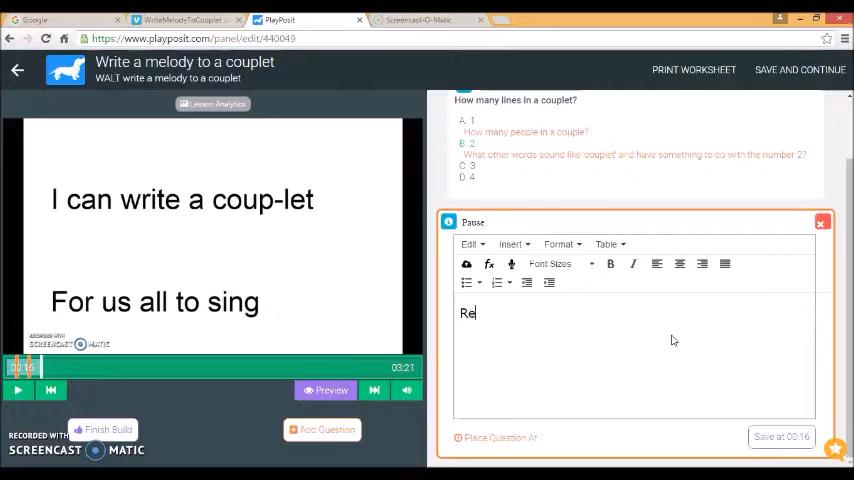 Google
WriteMelodyToCouplet.p
PlayPosit
Screencast-O-Matic
https://www.playposit.com/panel/edit/440049
Write a melody to a couplet
WALT write a melody to a couplet
PRINT WORKSHEET
SAVE AND CONTINUE
Lesson Analytics
I can write a coup-let
For us all to sing
RECORDED WITH
SCREENCAST MATIC
00:16
03:21
Preview
Finish Build
Add Question
RECORDED WITH
SCREENCAST MATIC
How many lines in a couplet?
A. 1
How many people in a couple?
B. 2
What other words sound like 'couplet' and have something to do with the number 2?
C. 3
D. 4
Pause
Edit Insert Format Table
fx Font Sizes B I
Re
Place Question At
Save at 00:16